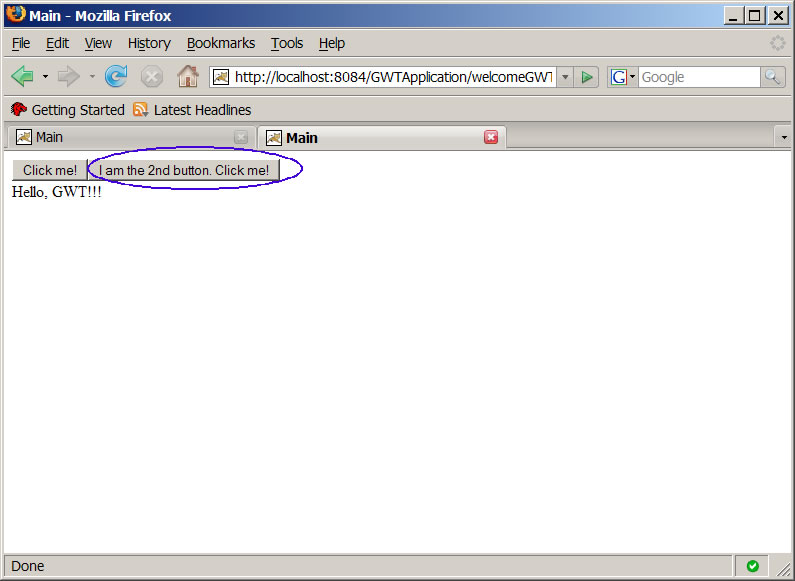 Main - Mozilla Firefox
File Edit View History Bookmarks Tools Help
http://localhost:8084/GWTApplication/welcomeGWT G Google
Getting Started Latest Headlines
Main Main
Click me! I am the 2nd button. Click me!
Hello, GWT!!!
Done